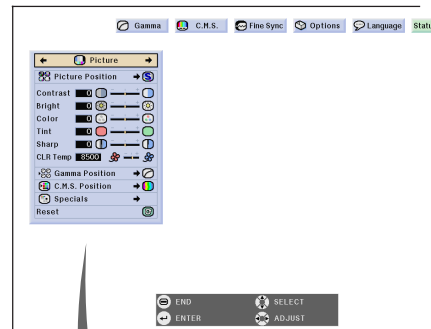 Gamma C.M.S. Fine Sync Options Language Statu
Picture
Picture Position S
Contrast 0
Bright 0
Color 0
Tint 0
Sharp 0
CLR Temp 8500
Gamma Position
C.M.S. Position
Specials
Reset
END SELECT
ENTER ADJUST